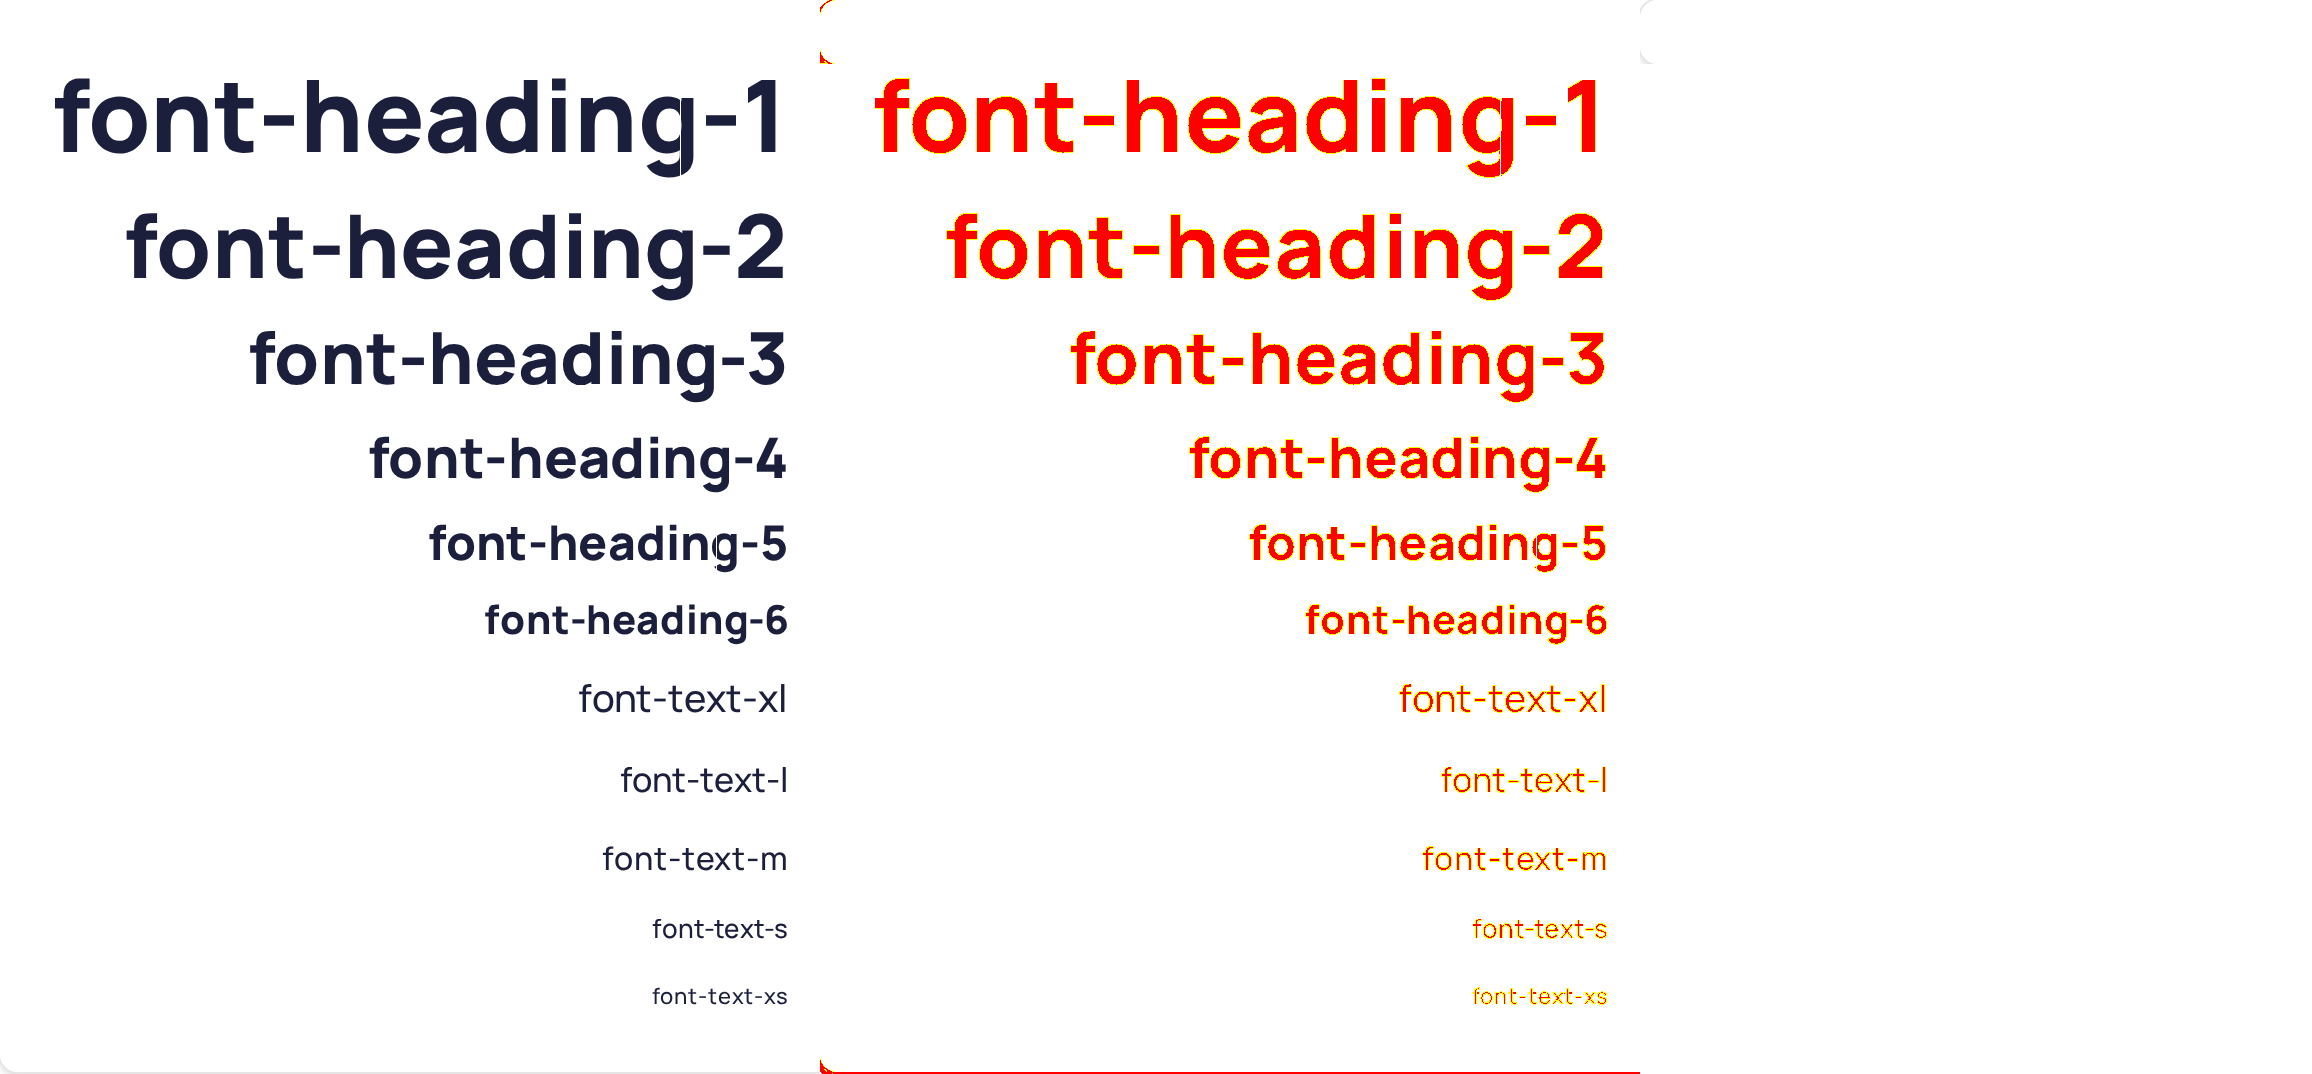 font-heading-1 font-heading-1
font-heading-2 font-heading-2
font-heading-3 font-heading-3
font-heading-4 font-heading-4
font-heading-5 font-heading-5
font-heading-6 font-heading-6
font-text-xl font-text-xl
font-text-l font-text-l
font-text-m font-text-m
font-text-s font-text-s
font-text-xs font-text-xs